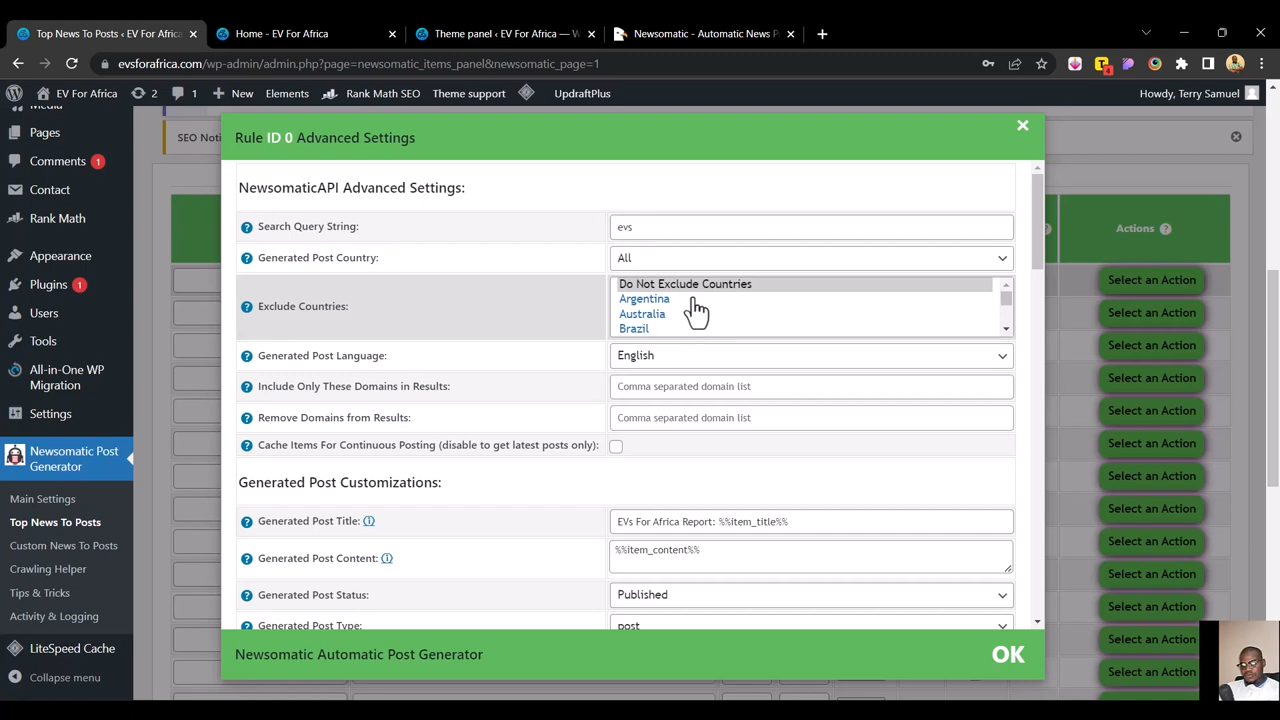 Top News To Posts ‹ EV For Africa
Home - EV For Africa
Theme panel ‹ EV For Africa — W
Newsomatic - Automatic News P
evsforafrica.com/wp-admin/admin.php?page=newsomatic_items_panel&newsomatic_page=1
4
EV For Africa
2
1
New
Elements
Rank Math SEO
Theme support
UpdraftPlus
Howdy, Terry Samuel
Media
Pages
Comments 1
Contact
Rank Math
Appearance
Plugins 1
Users
Tools
All-in-One WP
Migration
Settings
Newsomatic Post
Generator
Main Settings
Top News To Posts
Custom News To Posts
Crawling Helper
Tips & Tricks
Activity & Logging
LiteSpeed Cache
Collapse menu
SEO Noti
Rule ID 0 Advanced Settings
NewsomaticAPI Advanced Settings:
Search Query String:
evs
Generated Post Country:
All
Exclude Countries:
Do Not Exclude Countries
Argentina
Australia
Brazil
Generated Post Language:
English
Include Only These Domains in Results:
Comma separated domain list
Remove Domains from Results:
Comma separated domain list
Cache Items For Continuous Posting (disable to get latest posts only):
Generated Post Customizations:
Generated Post Title:
EVs For Africa Report: %%item_title%%
Generated Post Content:
%%item_content%%
Generated Post Status:
Published
Generated Post Type:
post
Newsomatic Automatic Post Generator
OK
Actions
Select an Action
Select an Action
Select an Action
Select an Action
Select an Action
Select an Action
Select an Action
Select an Action
Select an Action
Select an Action
Select an Action
Select an Action
Select an Action